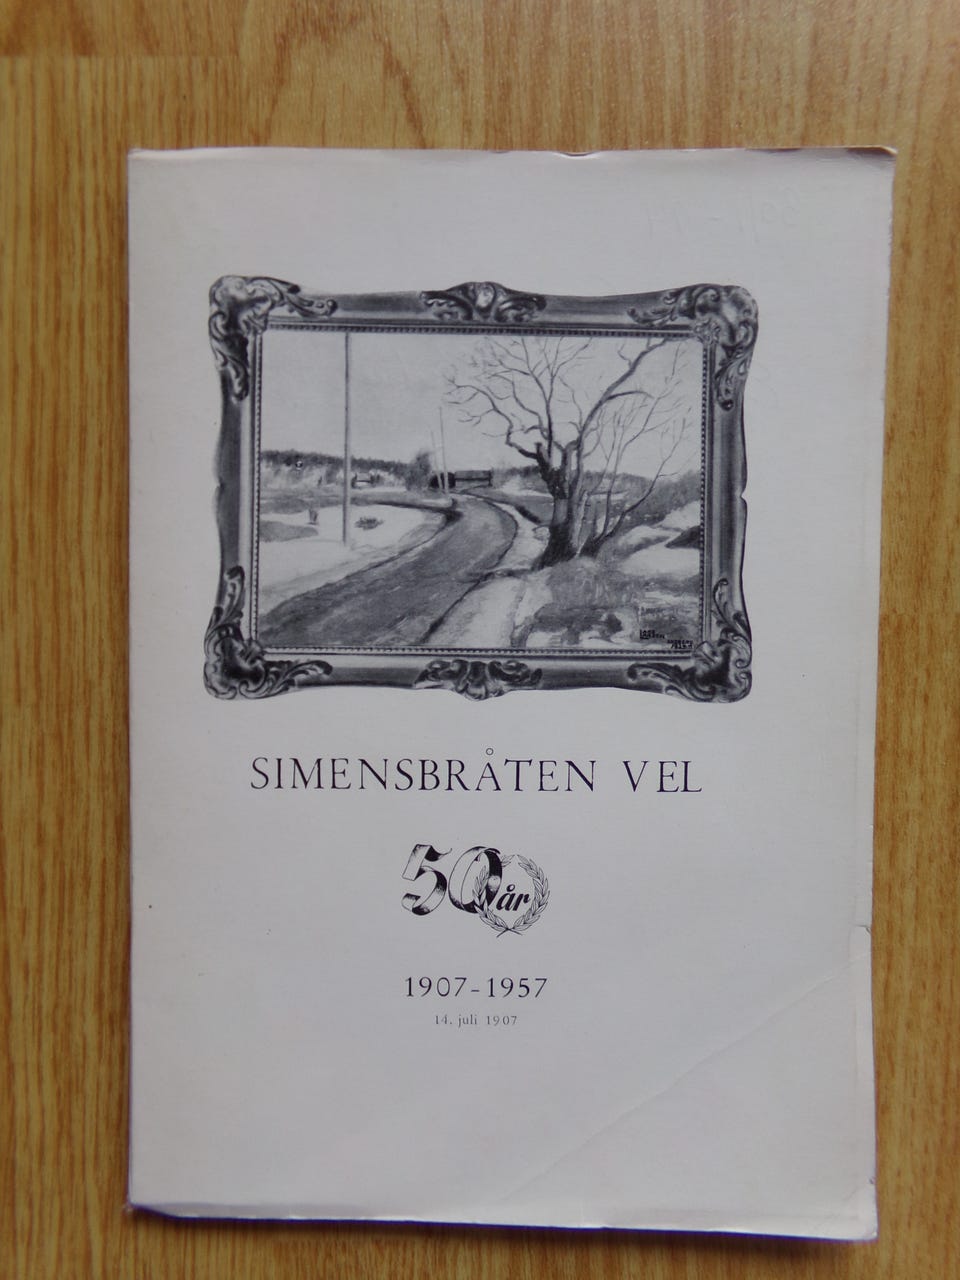 SIMENSBRÅTEN VEL
50 år
1907-1957
14. juli 1907